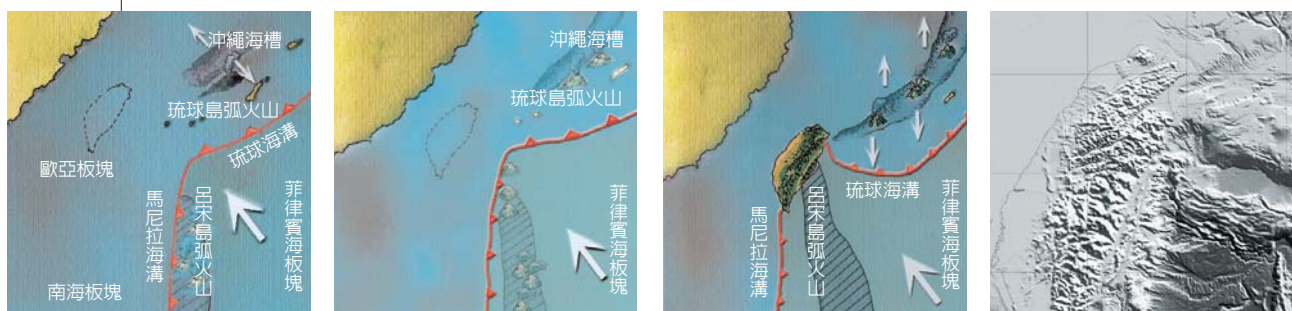 沖繩海槽
琉球島弧火山
琉球海溝
歐亞板塊
馬尼拉海溝
呂宋島弧火山
菲律賓海板塊
南海板塊
沖繩海槽
琉球島弧火山
菲律賓海板塊
琉球海溝
馬尼拉海溝
呂宋島弧火山
菲律賓海板塊